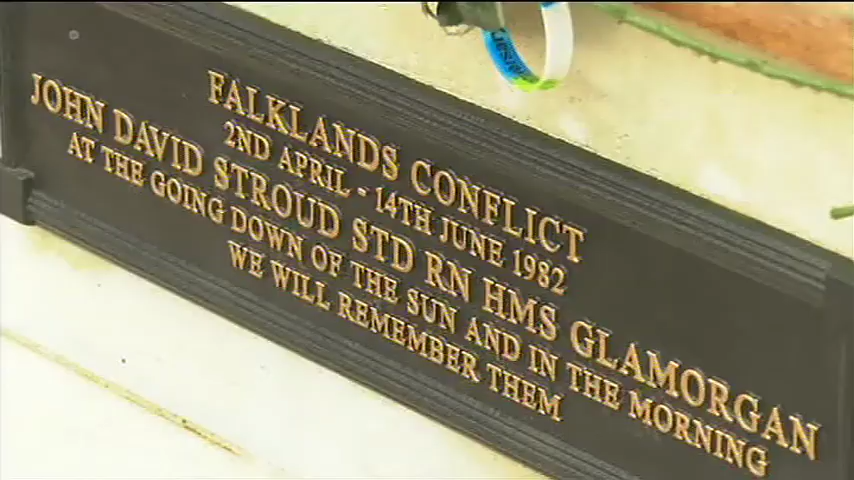 FALKLANDS CONFLICT
2ND APRIL - 14TH JUNE 1982
JOHN DAVID STROUD STD RN HMS GLAMORGAN
AT THE GOING DOWN OF THE SUN AND IN THE MORNING
WE WILL REMEMBER THEM